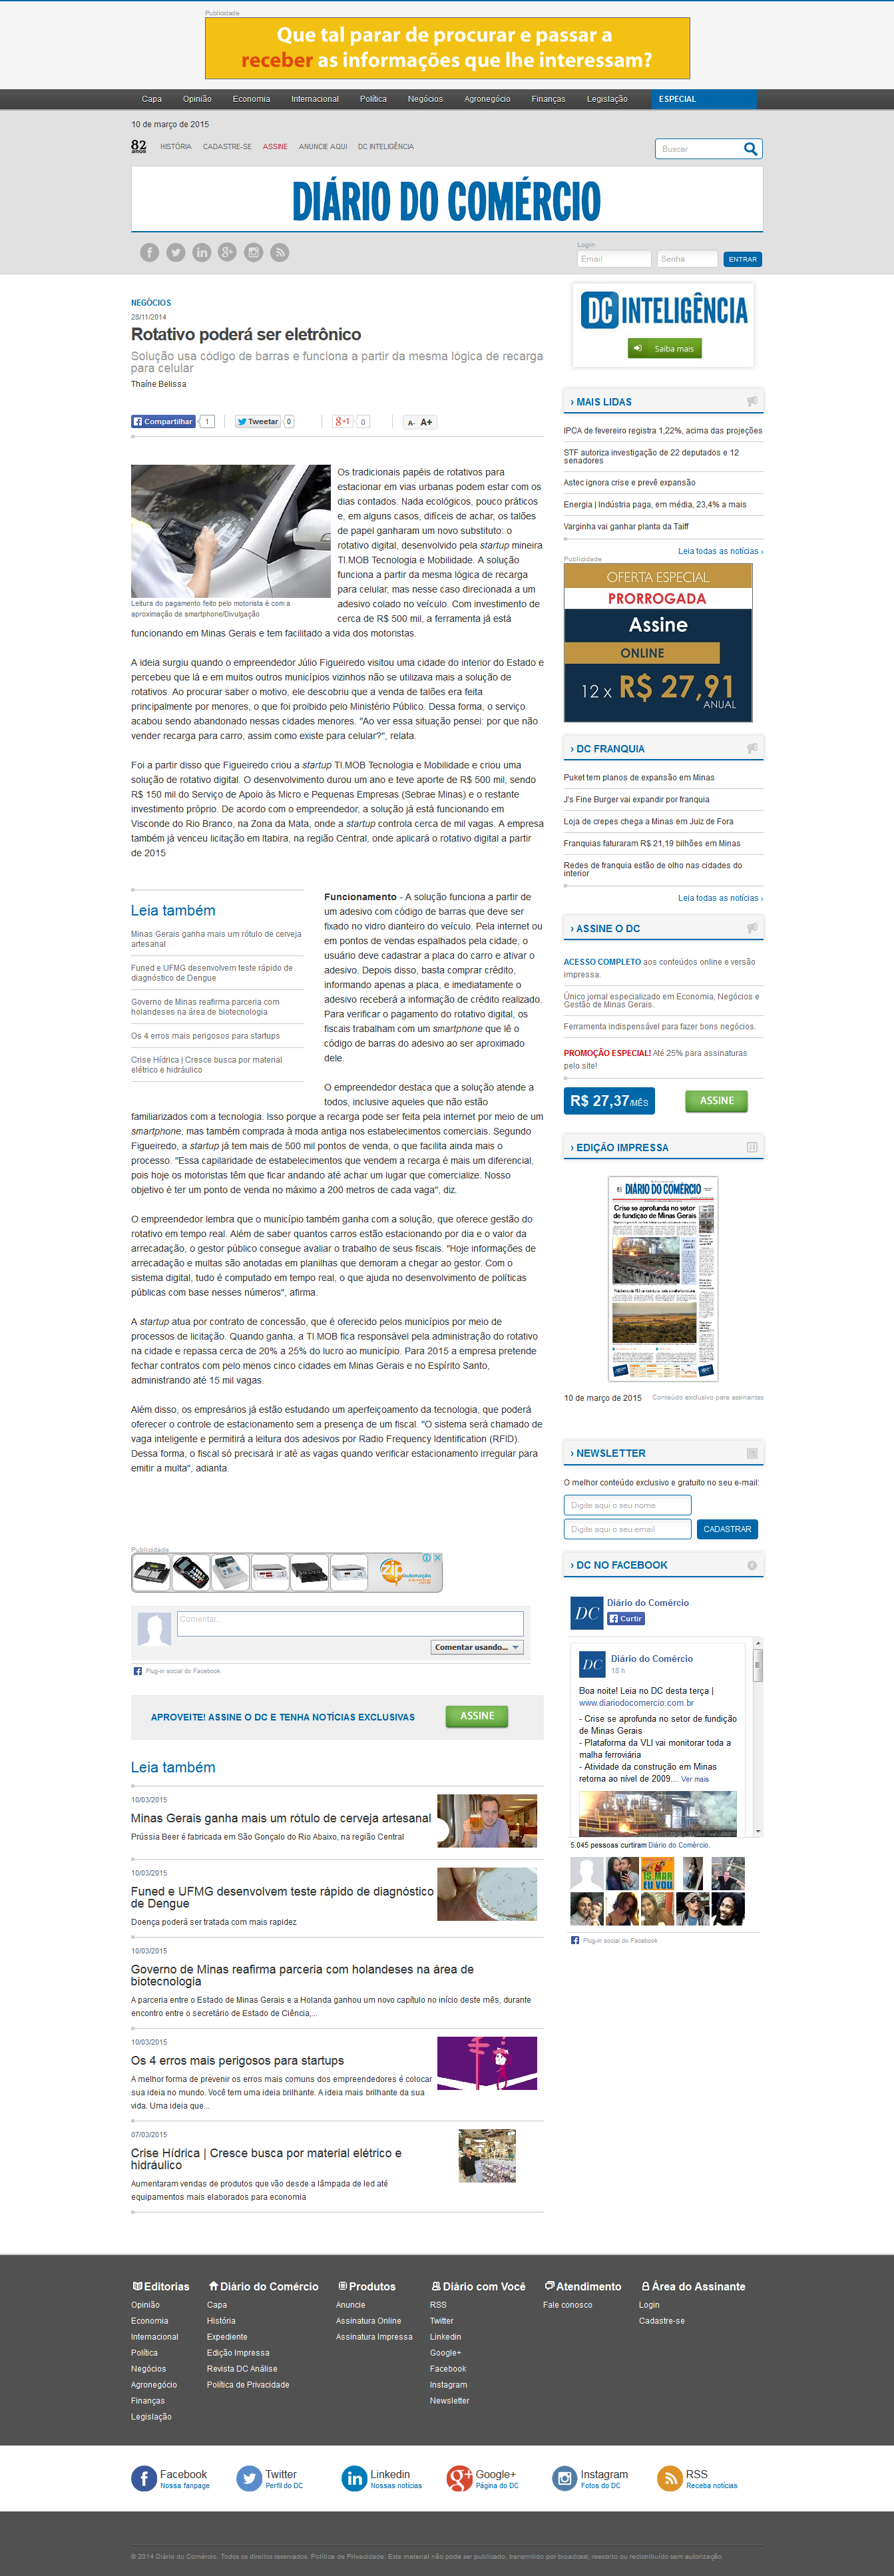 Publicidade
Que tal parar de procurar e passar a
receber as informações que lhe interessam?
Capa Opinião Economia Internacional Política Negócios Agronegócio Finanças Legislação ESPECIAL
10 de março de 2015
82 anos HISTÓRIA CADASTRE-SE ASSINE ANUNCIE AQUI DC INTELIGÊNCIA Buscar
DIÁRIO DO COMÉRCIO
Login
Email Senha ENTRAR
NEGÓCIOS
28/11/2014
Rotativo poderá ser eletrônico
Solução usa código de barras e funciona a partir da mesma lógica de recarga
para celular
Thaíne Belissa
Compartilhar 1 Tweetar 0 +1 0 A- A+
Os tradicionais papéis de rotativos para
estacionar em vias urbanas podem estar com os
dias contados. Nada ecológicos, pouco práticos
e, em alguns casos, difíceis de achar, os talões
de papel ganharam um novo substituto: o
rotativo digital, desenvolvido pela startup mineira
TI.MOB Tecnologia e Mobilidade. A solução
funciona a partir da mesma lógica de recarga
para celular, mas nesse caso direcionada a um
adesivo colado no veículo. Com investimento de
cerca de R$ 500 mil, a ferramenta já está
Leitura do pagamento feito pelo motorista é com a
aproximação de smartphone/Divulgação
funcionando em Minas Gerais e tem facilitado a vida dos motoristas.
A ideia surgiu quando o empreendedor Júlio Figueiredo visitou uma cidade do interior do Estado e
percebeu que lá e em muitos outros municípios vizinhos não se utilizava mais a solução de
rotativos. Ao procurar saber o motivo, ele descobriu que a venda de talões era feita
principalmente por menores, o que foi proibido pelo Ministério Público. Dessa forma, o serviço
acabou sendo abandonado nessas cidades menores. "Ao ver essa situação pensei: por que não
vender recarga para carro, assim como existe para celular?", relata.
Foi a partir disso que Figueiredo criou a startup TI.MOB Tecnologia e Mobilidade e criou uma
solução de rotativo digital. O desenvolvimento durou um ano e teve aporte de R$ 500 mil, sendo
R$ 150 mil do Serviço de Apoio às Micro e Pequenas Empresas (Sebrae Minas) e o restante
investimento próprio. De acordo com o empreendedor, a solução já está funcionando em
Visconde do Rio Branco, na Zona da Mata, onde a startup controla cerca de mil vagas. A empresa
também já venceu licitação em Itabira, na região Central, onde aplicará o rotativo digital a partir
de 2015
Leia também
Minas Gerais ganha mais um rótulo de cerveja
artesanal
Funed e UFMG desenvolvem teste rápido de
diagnóstico de Dengue
Governo de Minas reafirma parceria com
holandeses na área de biotecnologia
Os 4 erros mais perigosos para startups
Crise Hídrica | Cresce busca por material
elétrico e hidráulico
Funcionamento - A solução funciona a partir de
um adesivo com código de barras que deve ser
fixado no vidro dianteiro do veículo. Pela internet ou
em pontos de vendas espalhados pela cidade, o
usuário deve cadastrar a placa do carro e ativar o
adesivo. Depois disso, basta comprar crédito,
informando apenas a placa, e imediatamente o
adesivo receberá a informação de crédito realizado.
Para verificar o pagamento do rotativo digital, os
fiscais trabalham com um smartphone que lê o
código de barras do adesivo ao ser aproximado
dele.
O empreendedor destaca que a solução atende a
todos, inclusive aqueles que não estão
familiarizados com a tecnologia. Isso porque a recarga pode ser feita pela internet por meio de um
smartphone, mas também comprada à moda antiga nos estabelecimentos comerciais. Segundo
Figueiredo, a startup já tem mais de 500 mil pontos de venda, o que facilita ainda mais o
processo. "Essa capilaridade de estabelecimentos que vendem a recarga é mais um diferencial,
pois hoje os motoristas têm que ficar andando até achar um lugar que comercialize. Nosso
objetivo é ter um ponto de venda no máximo a 200 metros de cada vaga", diz.
O empreendedor lembra que o município também ganha com a solução, que oferece gestão do
rotativo em tempo real. Além de saber quantos carros estão estacionando por dia e o valor da
arrecadação, o gestor público consegue avaliar o trabalho de seus fiscais. "Hoje informações de
arrecadação e multas são anotadas em planilhas que demoram a chegar ao gestor. Com o
sistema digital, tudo é computado em tempo real, o que ajuda no desenvolvimento de políticas
públicas com base nesses números", afirma.
A startup atua por contrato de concessão, que é oferecido pelos municípios por meio de
processos de licitação. Quando ganha, a TI.MOB fica responsável pela administração do rotativo
na cidade e repassa cerca de 20% a 25% do lucro ao município. Para 2015 a empresa pretende
fechar contratos com pelo menos cinco cidades em Minas Gerais e no Espírito Santo,
administrando até 15 mil vagas.
Além disso, os empresários já estão estudando um aperfeiçoamento da tecnologia, que poderá
oferecer o controle de estacionamento sem a presença de um fiscal. "O sistema será chamado de
vaga inteligente e permitirá a leitura dos adesivos por Radio Frequency Identification (RFID).
Dessa forma, o fiscal só precisará ir até as vagas quando verificar estacionamento irregular para
emitir a multa", adianta.
Publicidade
zip automação
Comentar...
Comentar usando...
Plug-in social do Facebook
APROVEITE! ASSINE O DC E TENHA NOTÍCIAS EXCLUSIVAS ASSINE
Leia também
10/03/2015
Minas Gerais ganha mais um rótulo de cerveja artesanal
Prússia Beer é fabricada em São Gonçalo do Rio Abaixo, na região Central
10/03/2015
Funed e UFMG desenvolvem teste rápido de diagnóstico
de Dengue
Doença poderá ser tratada com mais rapidez
10/03/2015
Governo de Minas reafirma parceria com holandeses na área de
biotecnologia
A parceria entre o Estado de Minas Gerais e a Holanda ganhou um novo capítulo no início deste mês, durante
encontro entre o secretário de Estado de Ciência,...
10/03/2015
Os 4 erros mais perigosos para startups
A melhor forma de prevenir os erros mais comuns dos empreendedores é colocar
sua ideia no mundo. Você tem uma ideia brilhante. A ideia mais brilhante da sua
vida. Uma ideia que...
07/03/2015
Crise Hídrica | Cresce busca por material elétrico e
hidráulico
Aumentaram vendas de produtos que vão desde a lâmpada de led até
equipamentos mais elaborados para economia
DC INTELIGÊNCIA
Saiba mais
› MAIS LIDAS
IPCA de fevereiro registra 1,22%, acima das projeções
STF autoriza investigação de 22 deputados e 12
senadores
Astec ignora crise e prevê expansão
Energia | Indústria paga, em média, 23,4% a mais
Varginha vai ganhar planta da Taiff
Leia todas as notícias ›
Publicidade
OFERTA ESPECIAL
PRORROGADA
Assine
ONLINE
12 x R$ 27,91
ANUAL
› DC FRANQUIA
Puket tem planos de expansão em Minas
J's Fine Burger vai expandir por franquia
Loja de crepes chega a Minas em Juiz de Fora
Franquias faturaram R$ 21,19 bilhões em Minas
Redes de franquia estão de olho nas cidades do
interior
Leia todas as notícias ›
› ASSINE O DC
ACESSO COMPLETO aos conteúdos online e versão
impressa.
Único jornal especializado em Economia, Negócios e
Gestão de Minas Gerais.
Ferramenta indispensável para fazer bons negócios.
PROMOÇÃO ESPECIAL! Até 25% para assinaturas
pelo site!
R$ 27,37/MÊS ASSINE
› EDIÇÃO IMPRESSA
DIÁRIO DO COMÉRCIO
Crise se aprofunda no setor
de fundição de Minas Gerais
10 de março de 2015 Conteúdo exclusivo para assinantes
› NEWSLETTER
O melhor conteúdo exclusivo e gratuito no seu e-mail:
Digite aqui o seu nome
Digite aqui o seu email CADASTRAR
› DC NO FACEBOOK
DC Diário do Comércio
Curtir
DC Diário do Comércio
18 h
Boa noite! Leia no DC desta terça |
www.diariodocomercio.com.br
- Crise se aprofunda no setor de fundição
de Minas Gerais
- Plataforma da VLI vai monitorar toda a
malha ferroviária
- Atividade da construção em Minas
retorna ao nível de 2009... Ver mais
5.045 pessoas curtiram Diário do Comércio.
15.MAR
EU VOU
Plug-in social do Facebook
Editorias
Opinião
Economia
Internacional
Política
Negócios
Agronegócio
Finanças
Legislação
Diário do Comércio
Capa
História
Expediente
Edição Impressa
Revista DC Análise
Política de Privacidade
Produtos
Anuncie
Assinatura Online
Assinatura Impressa
Diário com Você
RSS
Twitter
Linkedin
Google+
Facebook
Instagram
Newsletter
Atendimento
Fale conosco
Área do Assinante
Login
Cadastre-se
Facebook Twitter Linkedin Google+ Instagram RSS
Nossa fanpage Perfil do DC Nossas notícias Página do DC Fotos do DC Receba notícias
© 2014 Diário do Comércio. Todos os direitos reservados. Política de Privacidade. Este material não pode ser publicado, transmitido por broadcast, reescrito ou redistribuído sem autorização.